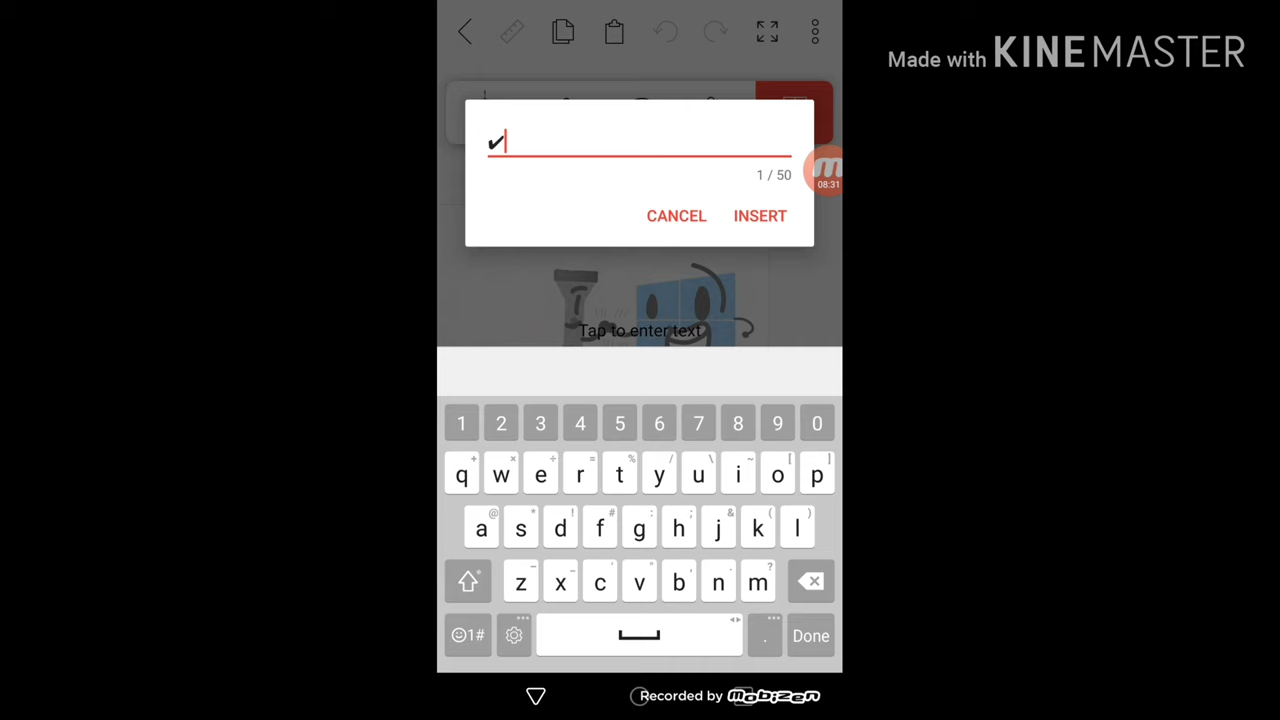 Made with KINEMASTER
✔
08:31
1 / 50
CANCEL INSERT
Tap to enter text
1 2 3 4 5 6 7 8 9 0
+ × ÷ = % / \ ~ [ ]
q w e r t y u i o p
@ * ! # : ; & ( )
a s d f g h j k l
- _ ' " , . ?
z x c v b n m
☺1# . Done
Recorded by mobizen